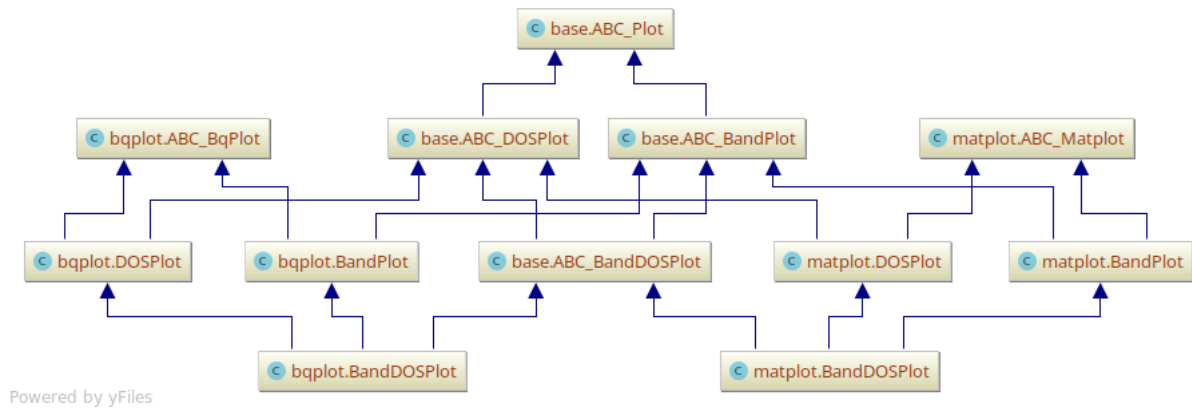 C base.ABC_Plot
C bqplot.ABC_BqPlot
C base.ABC_DOSPlot
C base.ABC_BandPlot
C matplot.ABC_Matplot
C bqplot.DOSPlot
C bqplot.BandPlot
C base.ABC_BandDOSPlot
C matplot.DOSPlot
C matplot.BandPlot
C bqplot.BandDOSPlot
C matplot.BandDOSPlot
Powered by yFiles